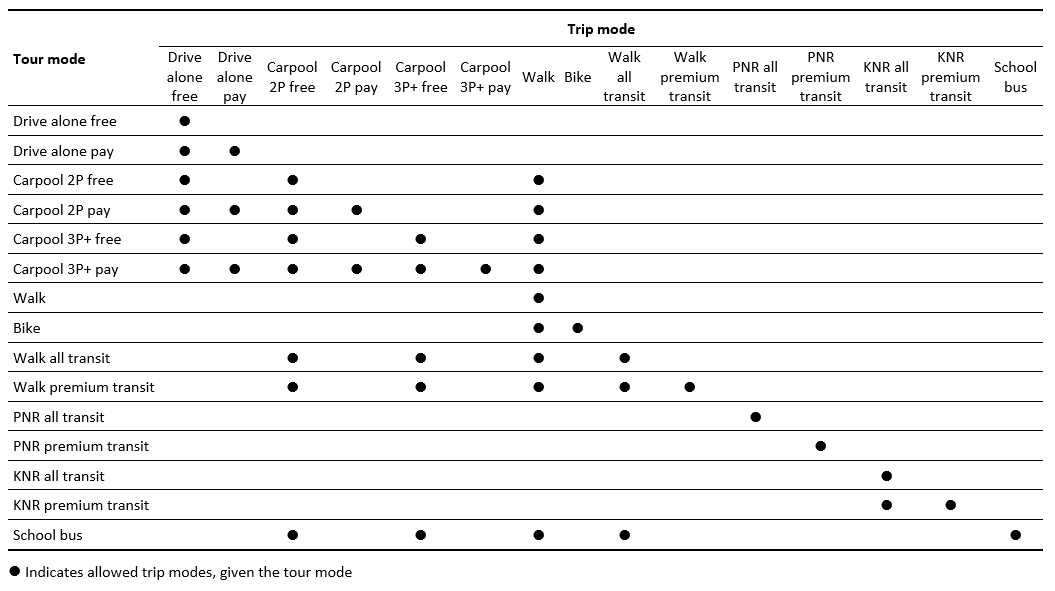 Trip mode
Tour mode
Drive alone free
Drive alone pay
Carpool 2P free
Carpool 2P pay
Carpool 3P+ free
Carpool 3P+ pay
Walk
Bike
Walk all transit
Walk premium transit
PNR all transit
PNR premium transit
KNR all transit
KNR premium transit
School bus
Drive alone free ●
Drive alone pay ● ●
Carpool 2P free ● ● ●
Carpool 2P pay ● ● ● ● ●
Carpool 3P+ free ● ● ● ●
Carpool 3P+ pay ● ● ● ● ● ● ●
Walk ●
Bike ● ●
Walk all transit ● ● ● ●
Walk premium transit ● ● ● ● ●
PNR all transit ●
PNR premium transit ●
KNR all transit ●
KNR premium transit ● ●
School bus ● ● ● ● ●
● Indicates allowed trip modes, given the tour mode